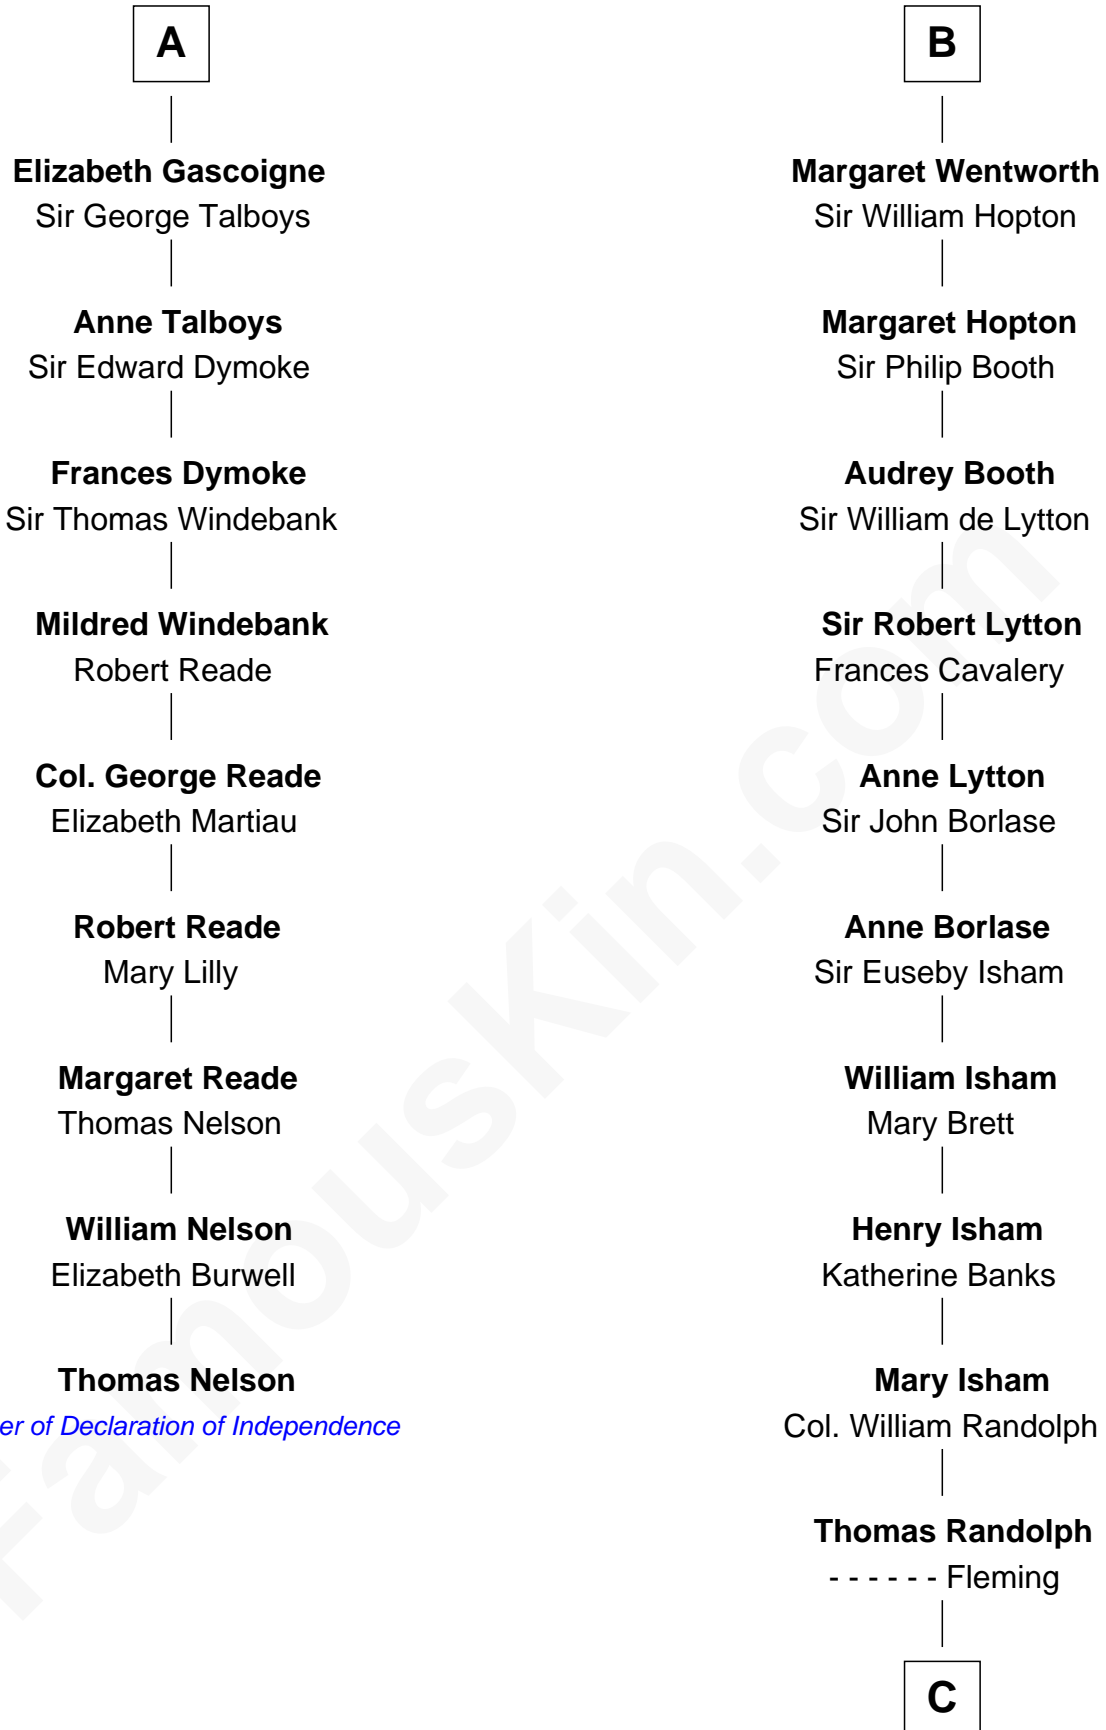 A
Elizabeth Gascoigne
Sir George Talboys
Anne Talboys
Sir Edward Dymoke
Frances Dymoke
Sir Thomas Windebank
Mildred Windebank
Robert Reade
Col. George Reade
Elizabeth Martiau
Robert Reade
Mary Lilly
Margaret Reade
Thomas Nelson
William Nelson
Elizabeth Burwell
Thomas Nelson
er of Declaration of Independence
B
Margaret Wentworth
Sir William Hopton
Margaret Hopton
Sir Philip Booth
Audrey Booth
Sir William de Lytton
Sir Robert Lytton
Frances Cavalery
Anne Lytton
Sir John Borlase
Anne Borlase
Sir Euseby Isham
William Isham
Mary Brett
Henry Isham
Katherine Banks
Mary Isham
Col. William Randolph
Thomas Randolph
- - - - - - Fleming
C
FamousKin.com